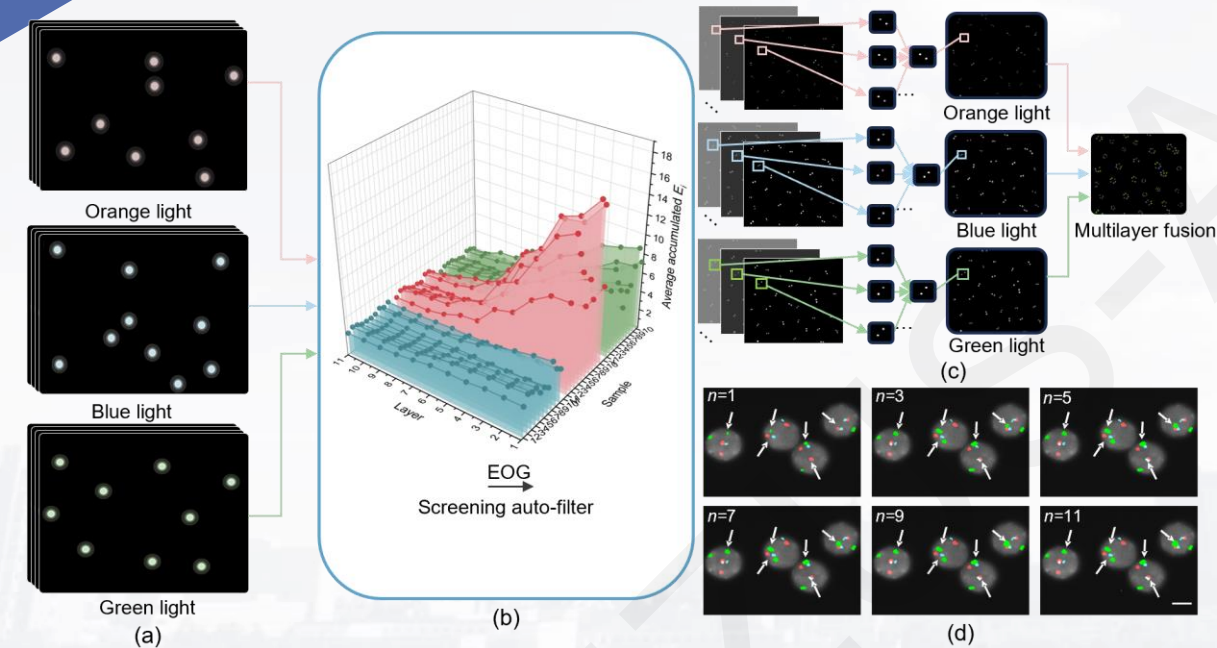 Orange light
Blue light
Green light
(a)
18
16
14
12
10
8
6
4
2
Average accumulated Ei
11
10
9
8
7
6
5
4
3
2
1
Layer
Sample
EOG
Screening auto-filter
(b)
Orange light
Blue light
Green light
Multilayer fusion
(c)
n=1
n=3
n=5
n=7
n=9
n=11
(d)